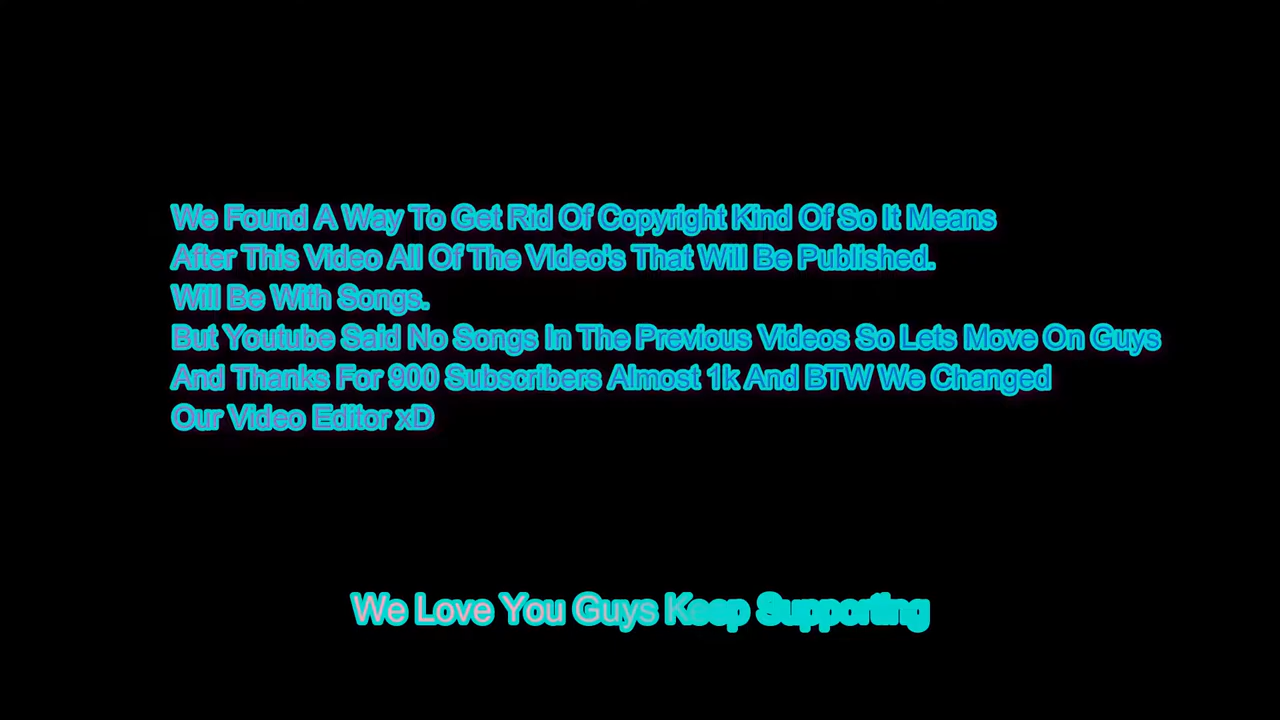 We Found A Way To Get Rid Of Copyright Kind Of So It Means
After This Video All Of The Video's That Will Be Published.
Will Be With Songs.
But Youtube Said No Songs In The Previous Videos So Lets Move On Guys
And Thanks For 900 Subscribers Almost 1k And BTW We Changed
Our Video Editor xD
We Love You Guys Keep Supporting